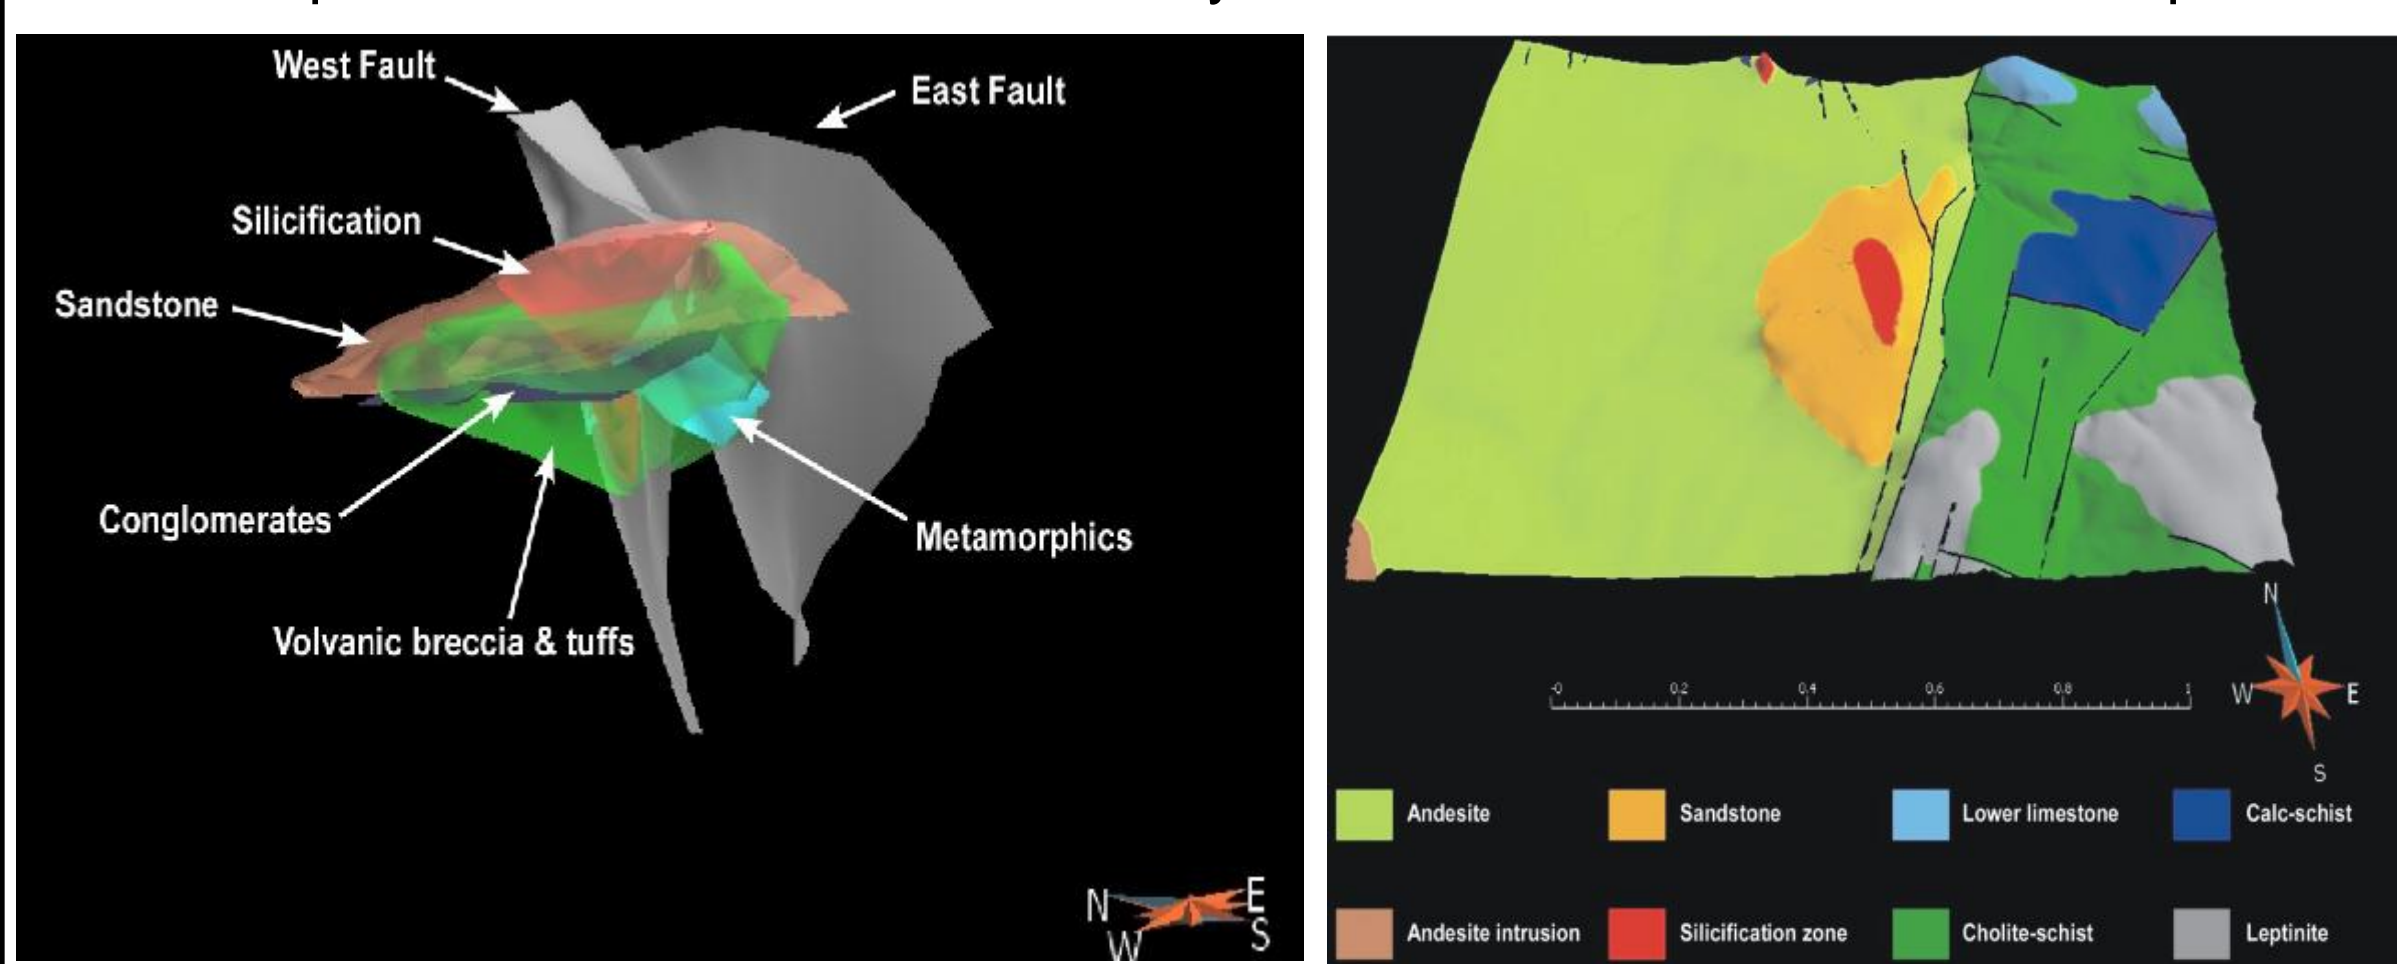 West Fault
East Fault
Silicification
Sandstone
Conglomerates
Metamorphics
Volvanic breccia & tuffs
N
E
W
S
N
W
E
S
-0 0.2 0.4 0.6 0.8 1
Andesite
Sandstone
Lower limestone
Calc-schist
Andesite intrusion
Silicification zone
Cholite-schist
Leptinite